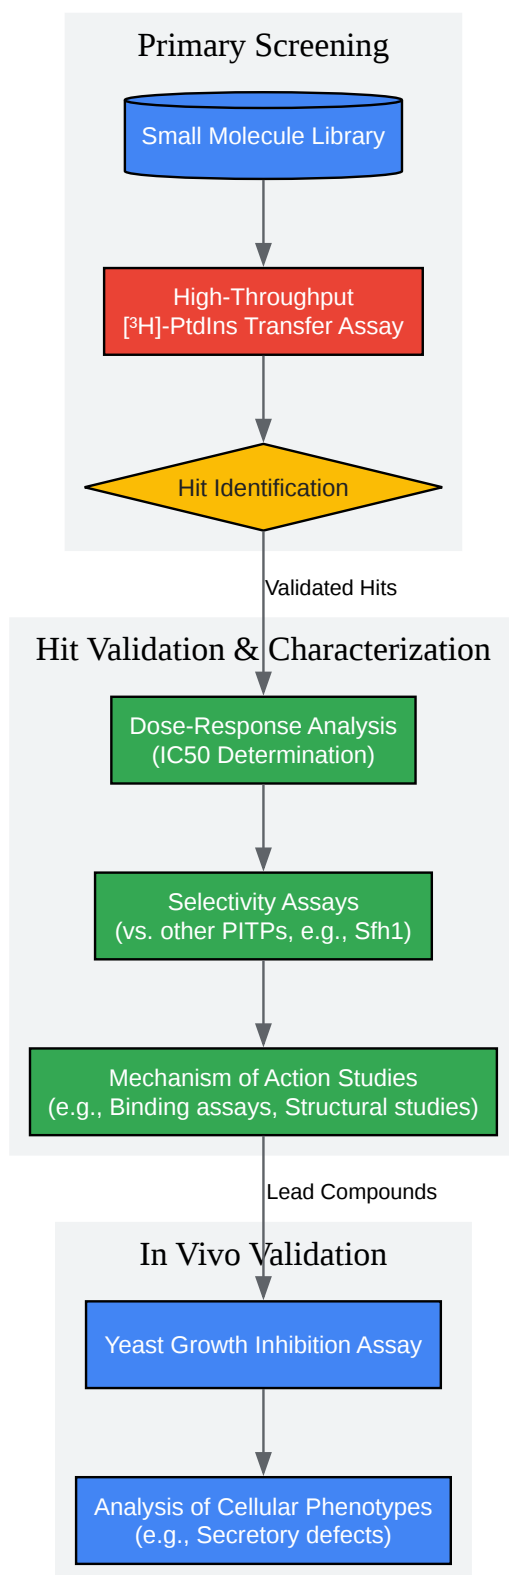 Primary Screening
Small Molecule Library
High-Throughput
[³H]-PtdIns Transfer Assay
Hit Identification
Validated Hits
Hit Validation & Characterization
Dose-Response Analysis
(IC50 Determination)
Selectivity Assays
(vs. other PITPs, e.g., Sfh1)
Mechanism of Action Studies
(e.g., Binding assays, Structural studies)
Lead Compounds
In Vivo Validation
Yeast Growth Inhibition Assay
Analysis of Cellular Phenotypes
(e.g., Secretory defects)